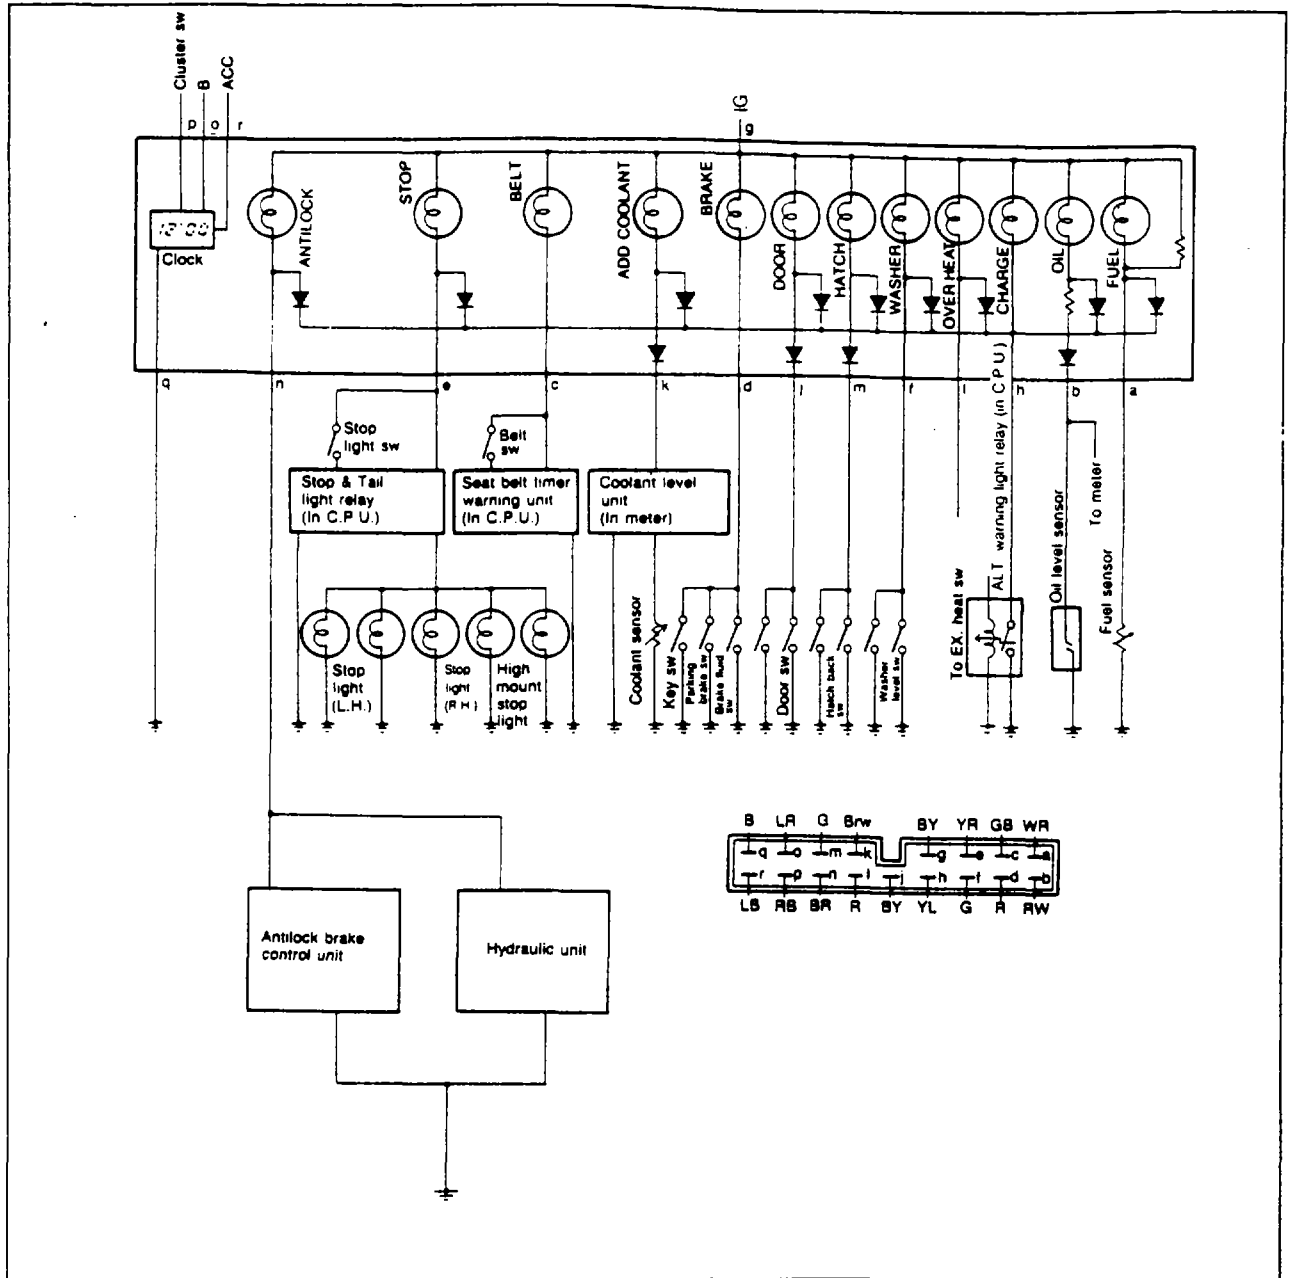 Cluster sw
B
ACC
IG
p o r
g
12:00
Clock
ANTILOCK
STOP
BELT
ADD COOLANT
BRAKE
DOOR
HATCH
WASHER
OVER HEAT
CHARGE
OIL
FUEL
q n e c k d j m f l h b a
Stop
light sw
Belt
sw
Stop & Tail
light relay
(In C.P.U.)
Seat belt timer
warning unit
(In C.P.U.)
Coolant level
unit
(In meter)
ALT warning light relay (in C.P.U)
To meter
Oil level sensor
Fuel sensor
To EX. heat sw
Coolant sensor
Key sw
Parking
brake sw
Brake fluid
sw
Door sw
Hatch back
sw
Washer
level sw
Stop
light
(L.H.)
Stop
light
(R.H.)
High
mount
stop
light
B LR G Brw BY YR GB WR
q o m k g e c a
r p n l j h f d b
LB RB BR R BY YL G R RW
Antilock brake
control unit
Hydraulic unit